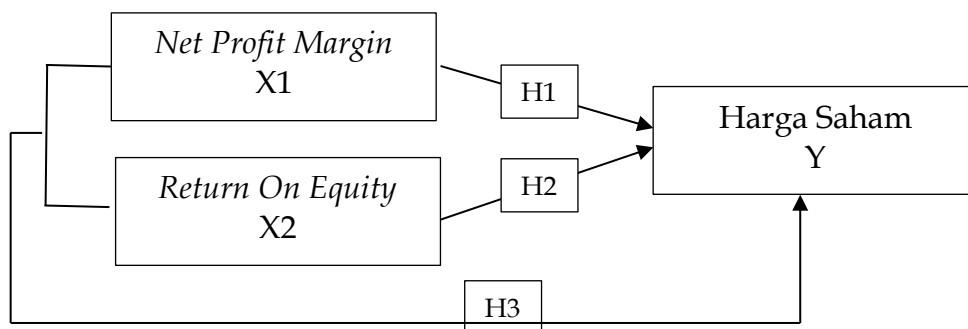 Net Profit Margin
X1
H1
Harga Saham
Y
Return On Equity
X2
H2
H3